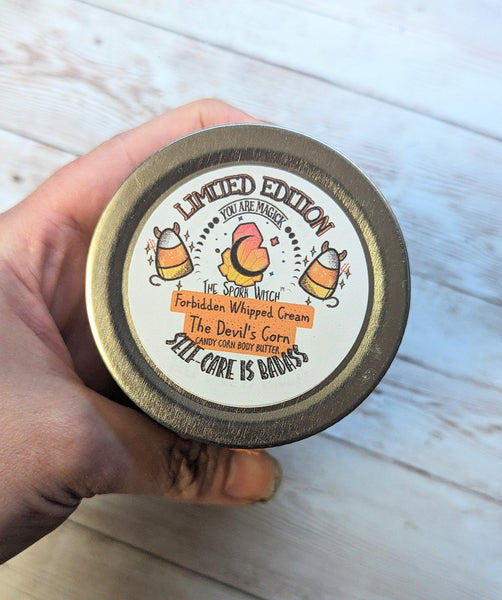 LIMITED EDITION
YOU ARE MAGICK
THE SPORK WITCH™
Forbidden Whipped Cream
The Devil's Corn
CANDY CORN BODY BUTTER
SELF-CARE IS BADASS